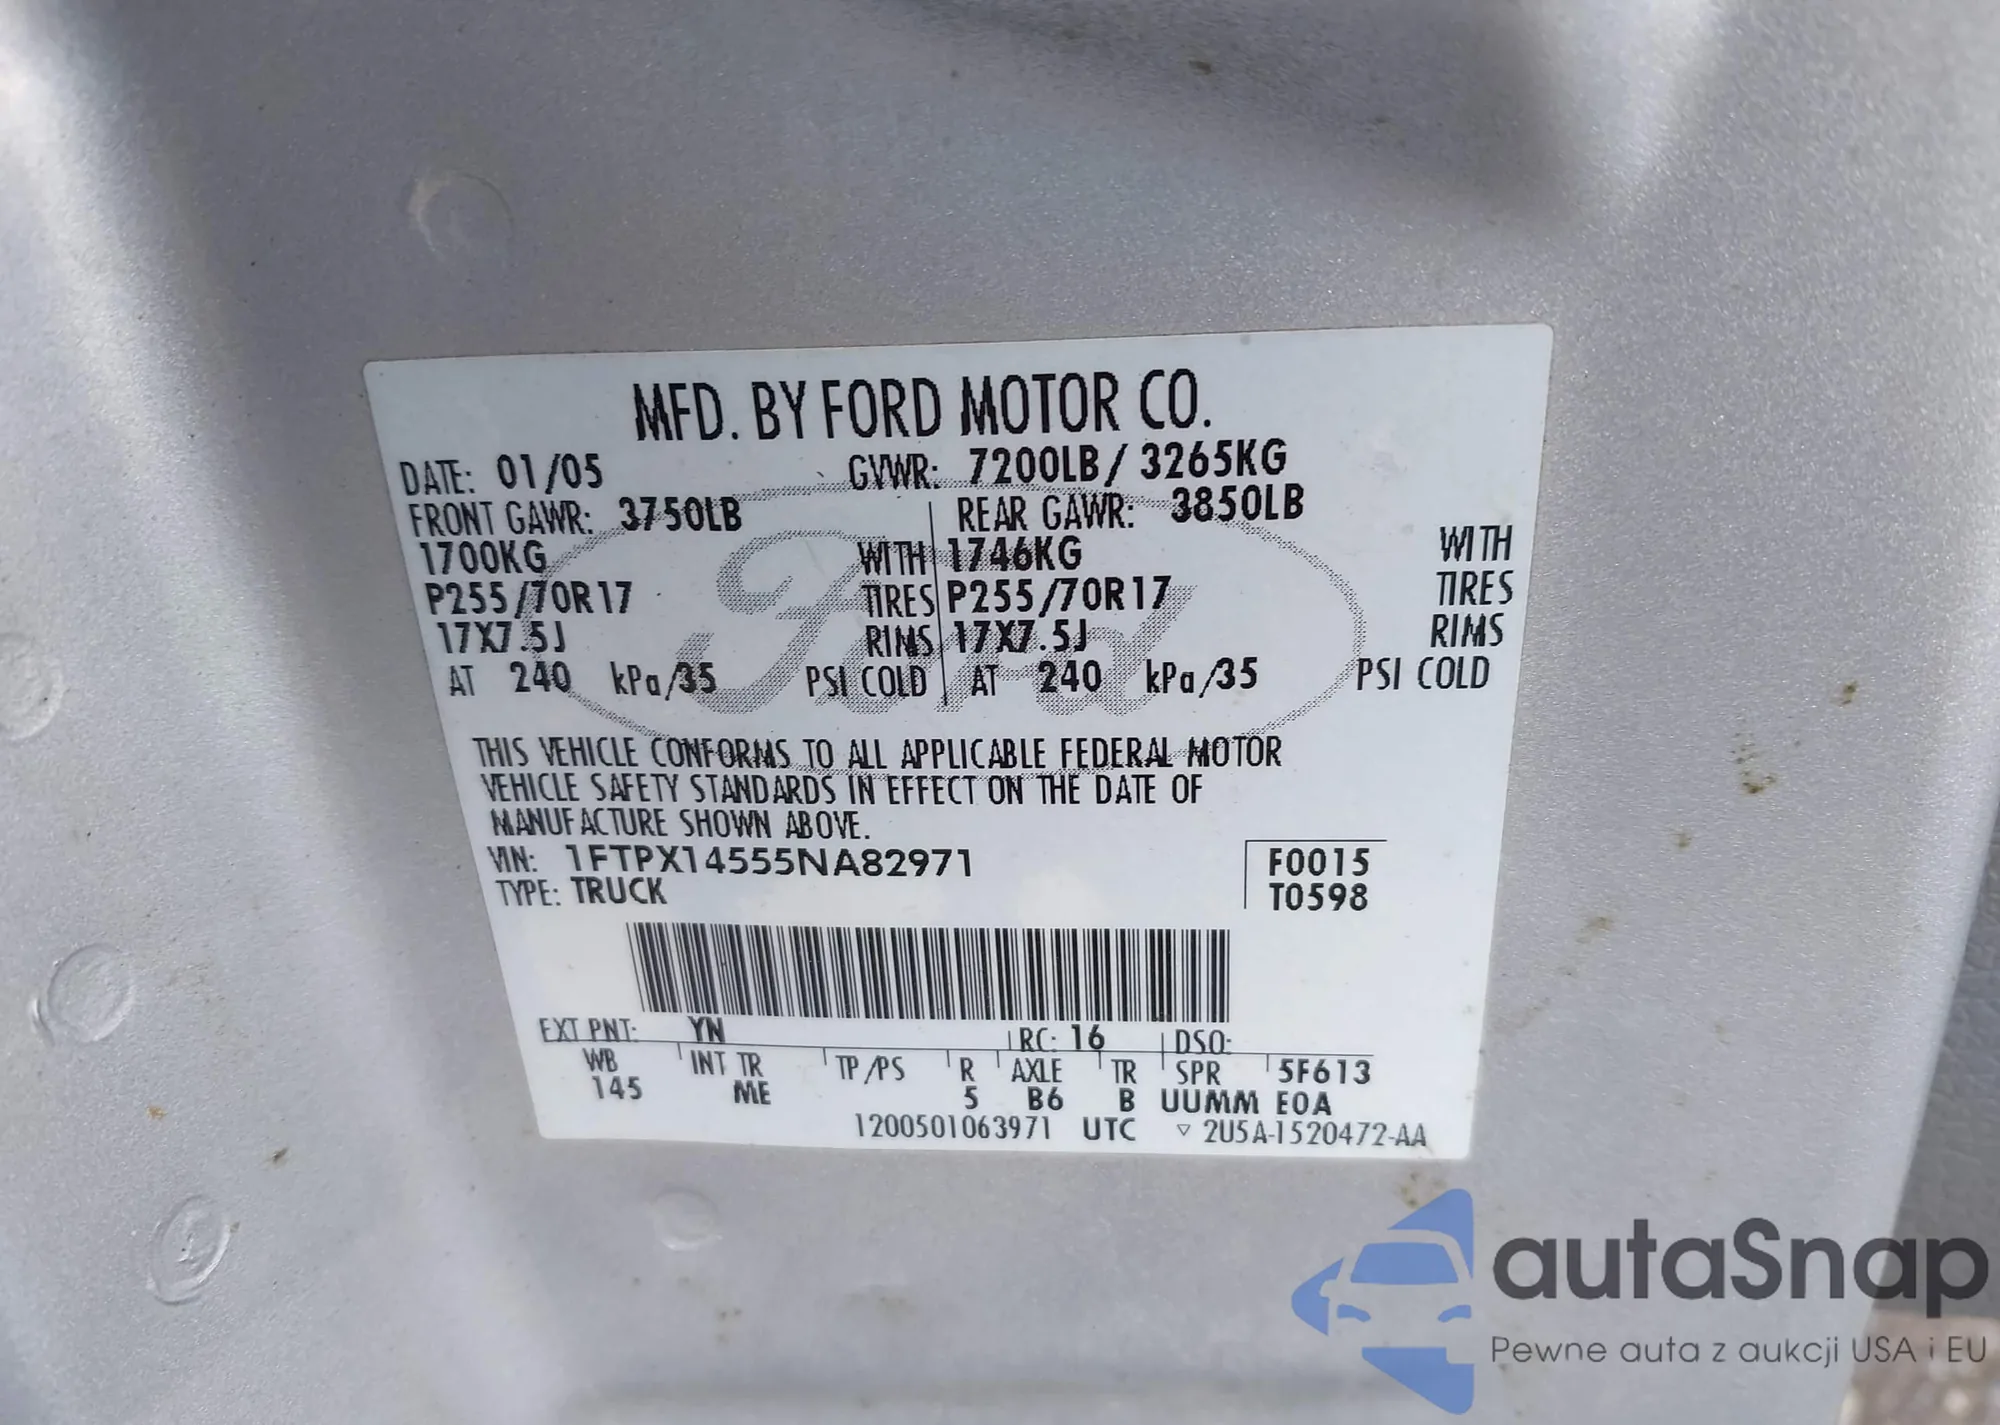 MFD. BY FORD MOTOR CO.
DATE: 01/05 GVWR: 7200LB/ 3265KG
FRONT GAWR: 3750LB REAR GAWR: 3850LB
1700KG WITH 1746KG WITH
P255/70R17 TIRES P255/70R17 TIRES
17X7.5J RIMS 17X7.5J RIMS
AT 240 kPa/35 PSI COLD AT 240 kPa/35 PSI COLD
Ford
THIS VEHICLE CONFORMS TO ALL APPLICABLE FEDERAL MOTOR
VEHICLE SAFETY STANDARDS IN EFFECT ON THE DATE OF
MANUFACTURE SHOWN ABOVE.
VIN: 1FTPX14555NA82971 F0015
TYPE: TRUCK T0598
EXT PNT: YN RC: 16 DSO:
WB INT TR TP/PS R AXLE TR SPR 5F613
145 ME 5 B6 B UUMM E0A
1200501063971 UTC ▽ 2U5A-1520472-AA
autaSnap
Pewne auta z aukcji USA i EU